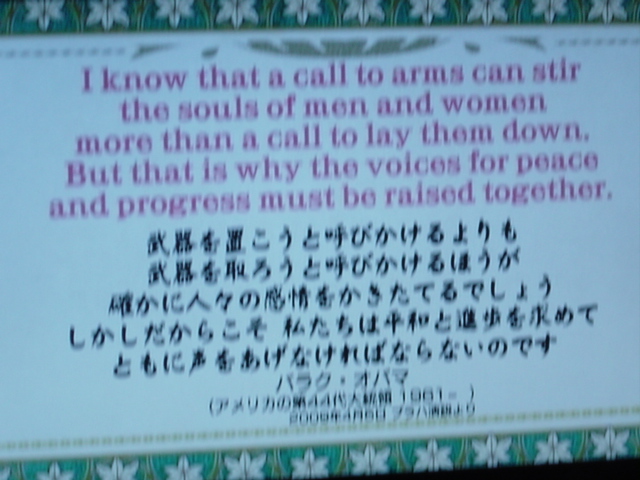 I know that a call to arms can stir
the souls of men and women
more than a call to lay them down.
But that is why the voices for peace
and progress must be raised together.
武器を置こうと呼びかけるよりも
武器を取ろうと呼びかけるほうが
確かに人々の感情をかきたてるでしょう
しかしだからこそ 私たちは平和と進歩を求めて
ともに声をあげなければならないのです
バラク・オバマ
(アメリカの第44代大統領 1961- )
2009年4月5日 プラハ演説より